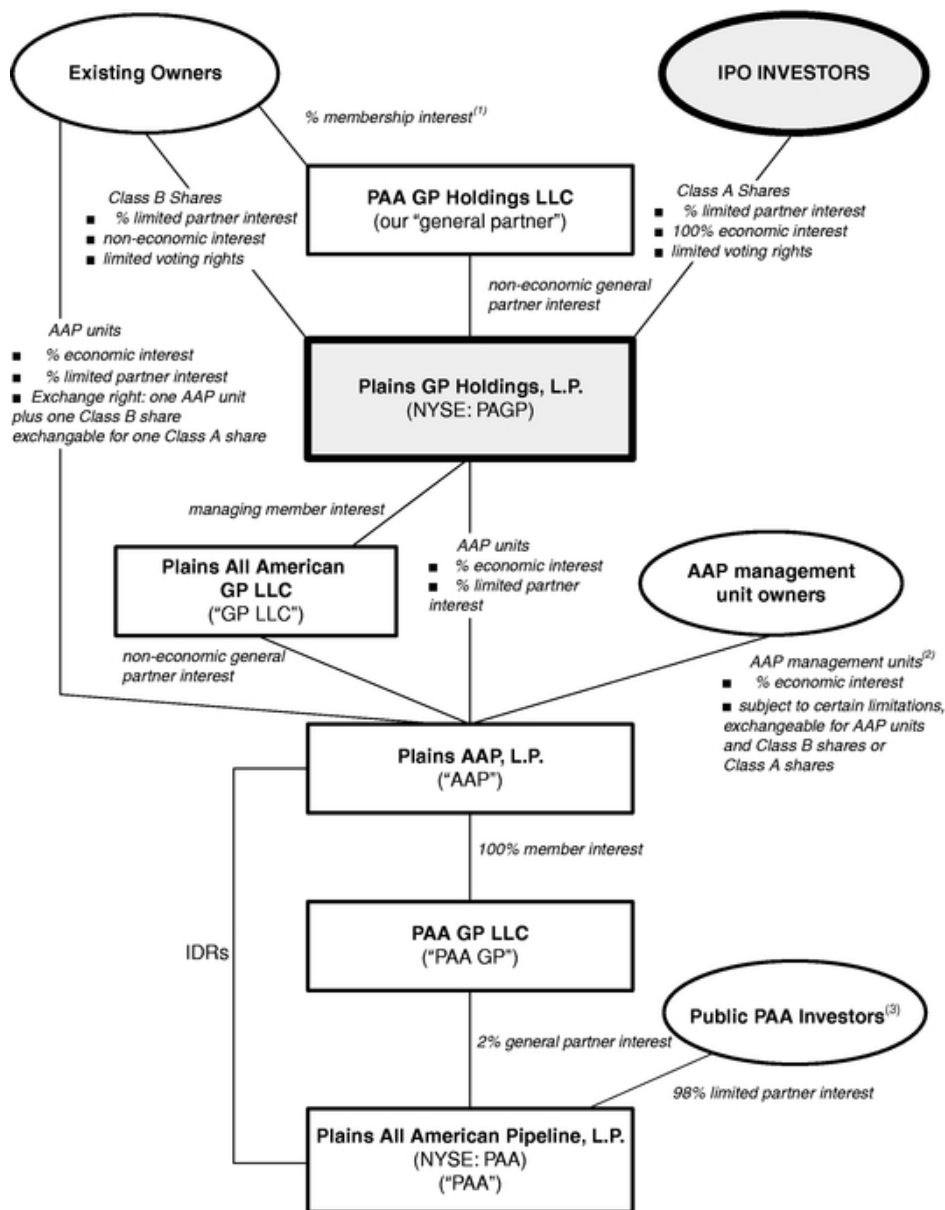 Existing Owners
IPO INVESTORS
% membership interest(1)
PAA GP Holdings LLC
(our “general partner”)
Class B Shares
■ % limited partner interest
■ non-economic interest
■ limited voting rights
Class A Shares
■ % limited partner interest
■ 100% economic interest
■ limited voting rights
non-economic general
partner interest
AAP units
■ % economic interest
■ % limited partner interest
■ Exchange right: one AAP unit
plus one Class B share
exchangable for one Class A share
Plains GP Holdings, L.P.
(NYSE: PAGP)
managing member interest
Plains All American
GP LLC
(“GP LLC”)
AAP units
■ % economic interest
■ % limited partner
interest
AAP management
unit owners
non-economic general
partner interest
AAP management units(2)
■ % economic interest
■ subject to certain limitations,
exchangeable for AAP units
and Class B shares or
Class A shares
Plains AAP, L.P.
(“AAP”)
100% member interest
IDRs
PAA GP LLC
(“PAA GP”)
Public PAA Investors(3)
2% general partner interest
98% limited partner interest
Plains All American Pipeline, L.P.
(NYSE: PAA)
(“PAA”)